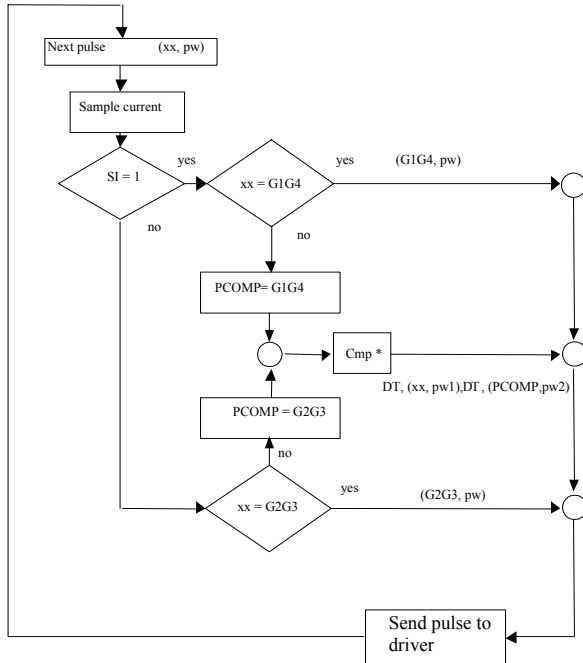 Next pulse (xx, pw)
Sample current
SI = 1
yes
xx = G1G4
yes
(G1G4, pw)
no
no
PCOMP= G1G4
Cmp *
DT, (xx, pw1),DT, (PCOMP,pw2)
PCOMP = G2G3
no
xx = G2G3
yes
(G2G3, pw)
Send pulse to
driver